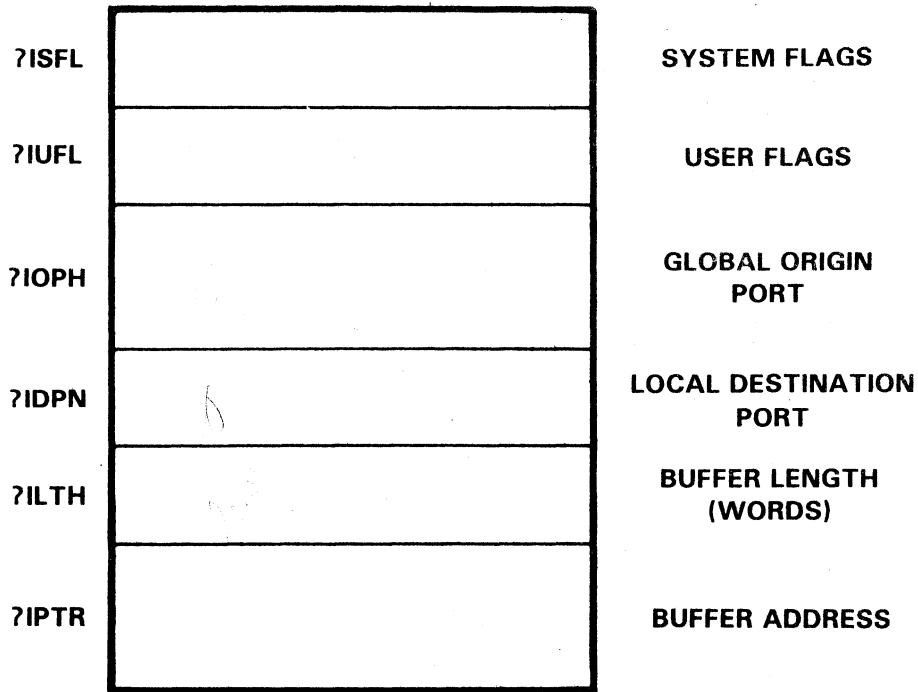 ?ISFL SYSTEM FLAGS
?IUFL USER FLAGS
?IOPH GLOBAL ORIGIN
PORT
?IDPN LOCAL DESTINATION
PORT
?ILTH BUFFER LENGTH
(WORDS)
?IPTR BUFFER ADDRESS